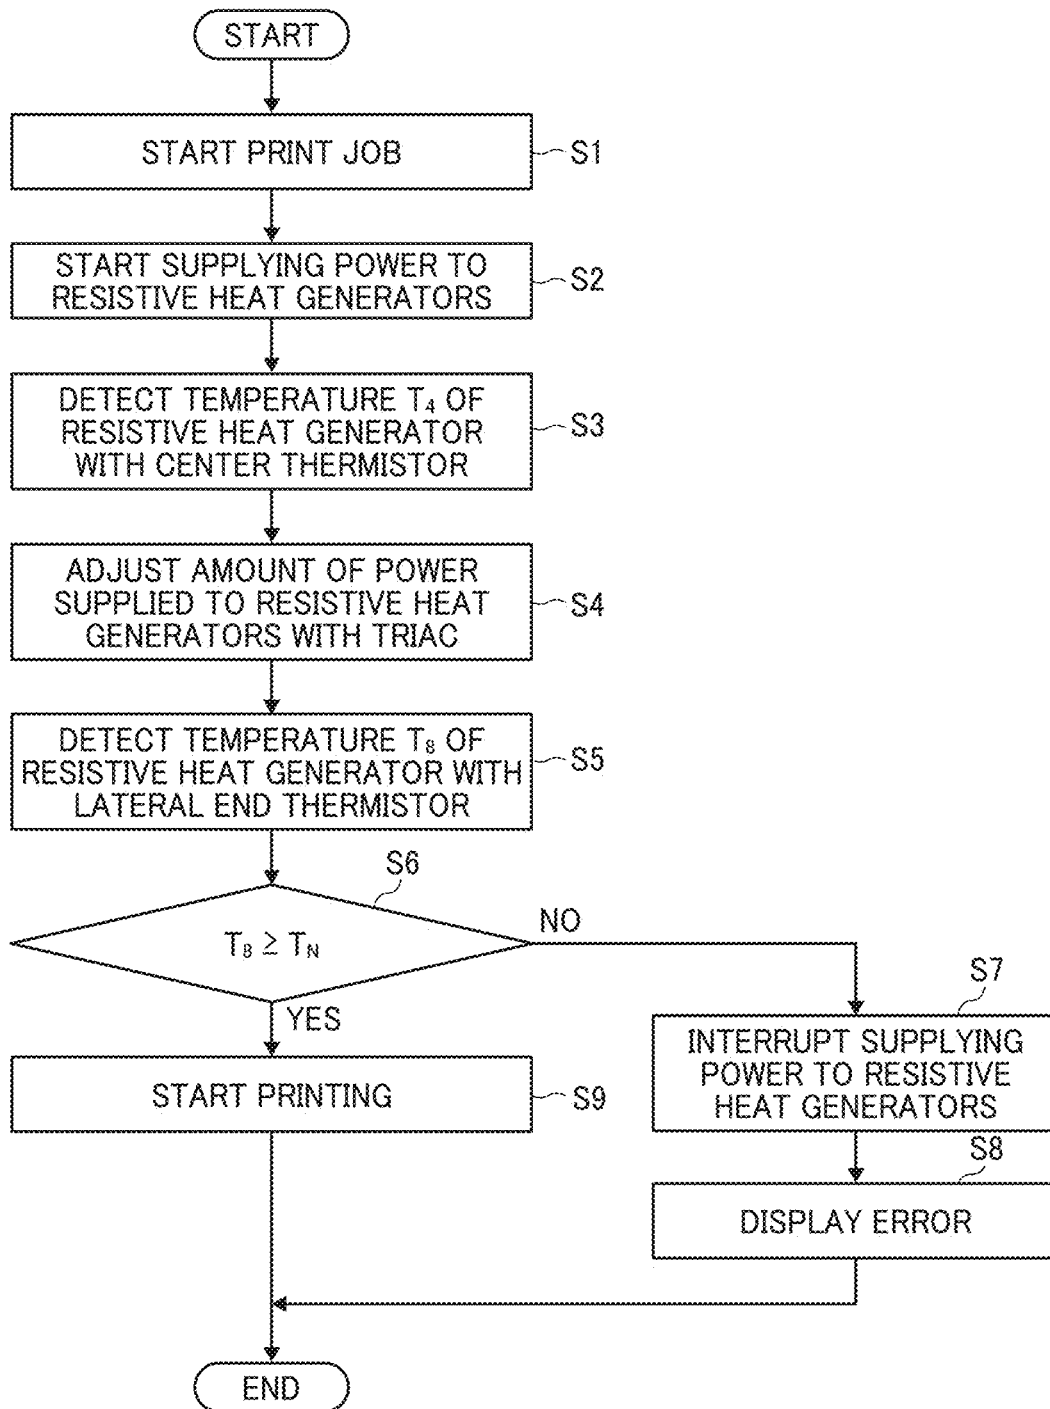 START
START PRINT JOB
S1
START SUPPLYING POWER TO
RESISTIVE HEAT GENERATORS
S2
DETECT TEMPERATURE T₄ OF
RESISTIVE HEAT GENERATOR
WITH CENTER THERMISTOR
S3
ADJUST AMOUNT OF POWER
SUPPLIED TO RESISTIVE HEAT
GENERATORS WITH TRIAC
S4
DETECT TEMPERATURE T₈ OF
RESISTIVE HEAT GENERATOR WITH
LATERAL END THERMISTOR
S5
S6
T₈ ≥ T_N
NO
YES
S7
INTERRUPT SUPPLYING
POWER TO RESISTIVE
HEAT GENERATORS
START PRINTING
S9
S8
DISPLAY ERROR
END